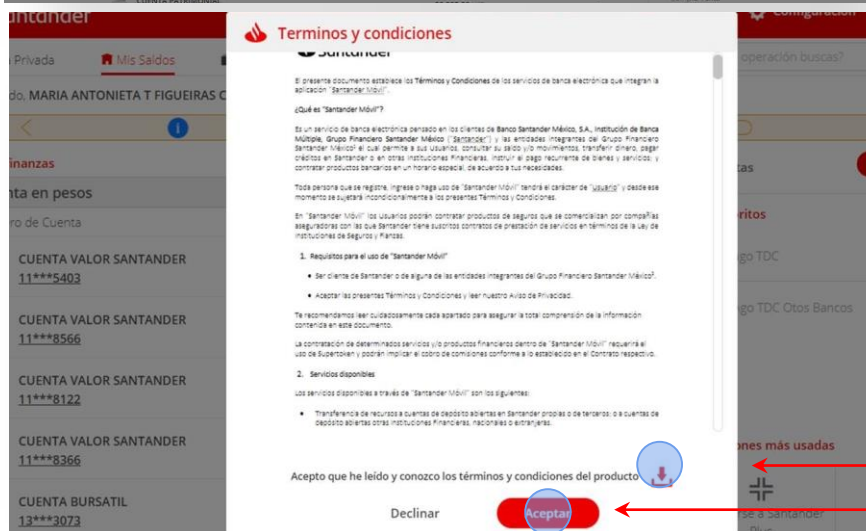 Santander
Configuración
Terminos y condiciones
Santander
Privada
Mis Saldos
operación buscas?
do, MARIA ANTONIETA T FIGUEIRAS C
El presente documento establece los Términos y Condiciones de los servicios de banca electrónica que integran la
aplicación "Santander Móvil".
¿Qué es "Santander Móvil"?
Es un servicio de banca electrónica pensado en los clientes de Banco Santander México, S.A., Institución de Banca
Múltiple, Grupo Financiero Santander México ("Santander") y las entidades integrantes del Grupo Financiero
Santander México² el cual permite a sus usuarios, consultar su saldo y/o movimientos, transferir dinero, pagar
créditos en Santander o en otras Instituciones Financieras, instruir el pago recurrente de bienes y servicios; y
contratar productos bancarios en un horario especial, de acuerdo a tus necesidades.
Toda persona que se registre, ingrese o haga uso de "Santander Móvil" tendrá el carácter de "usuario" y desde ese
momento se sujetará incondicionalmente a los presentes Términos y Condiciones.
En "Santander Móvil" los Usuarios podrán contratar productos de seguros que se comercializan por compañías
aseguradoras con las que Santander tiene suscritos contratos de prestación de servicios en términos de la Ley de
Instituciones de Seguros y Fianzas.
1. Requisitos para el uso de "Santander Móvil"
• Ser cliente de Santander o de alguna de las entidades integrantes del Grupo Financiero Santander México².
• Aceptar las presentes Términos y Condiciones y leer nuestro Aviso de Privacidad.
Te recomendamos leer cuidadosamente cada apartado para asegurar la total comprensión de la información
contenida en este documento.
La contratación de determinados servicios y/o productos financieros dentro de "Santander Móvil" requerirá el
uso de Supertoken y podrán implicar el cobro de comisiones conforme a lo establecido en el Contrato respectivo.
2. Servicios disponibles
Los servicios disponibles a través de "Santander Móvil" son los siguientes:
• Transferencia de recursos a cuentas de depósito abiertas en Santander propias o de terceros; o a cuentas de
depósito abiertas otras Instituciones Financieras, nacionales o extranjeras.
Acepto que he leído y conozco los términos y condiciones del producto
Declinar
Aceptar
inanzas
nta en pesos
ro de Cuenta
CUENTA VALOR SANTANDER
11***5403
CUENTA VALOR SANTANDER
11***8566
CUENTA VALOR SANTANDER
11***8122
CUENTA VALOR SANTANDER
11***8366
CUENTA BURSATIL
13***3073
tas
ritos
go TDC
go TDC Otos Bancos
ones más usadas
rse a Santander
Plus